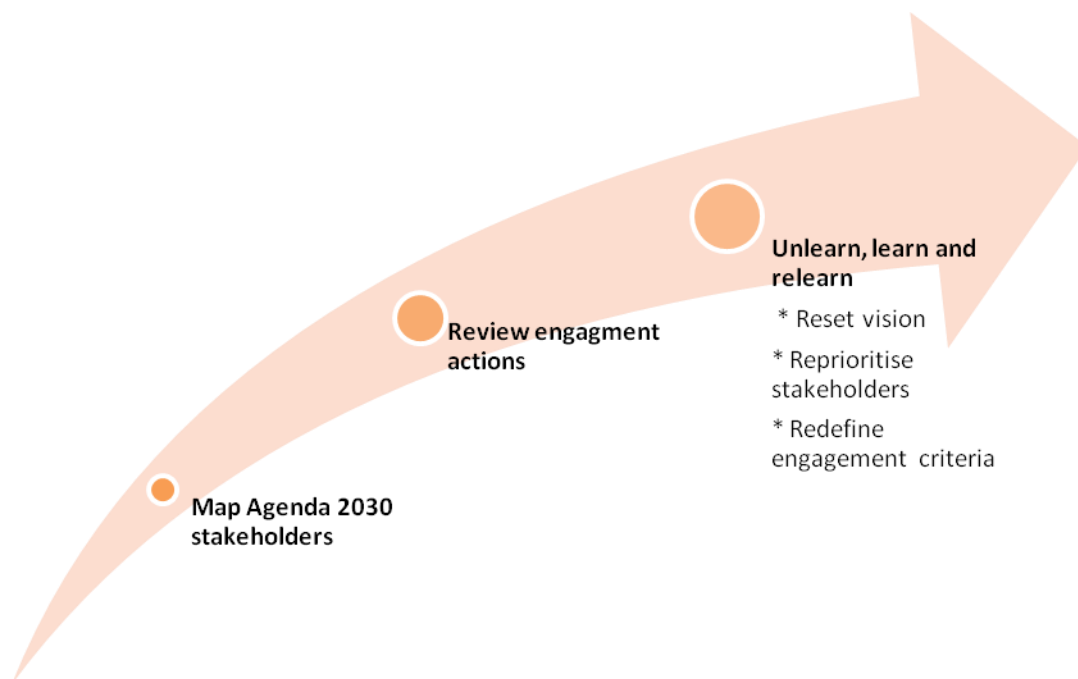 Unlearn, learn and
relearn
* Reset vision
* Reprioritise
stakeholders
* Redefine
engagement criteria
Review engagment
actions
Map Agenda 2030
stakeholders